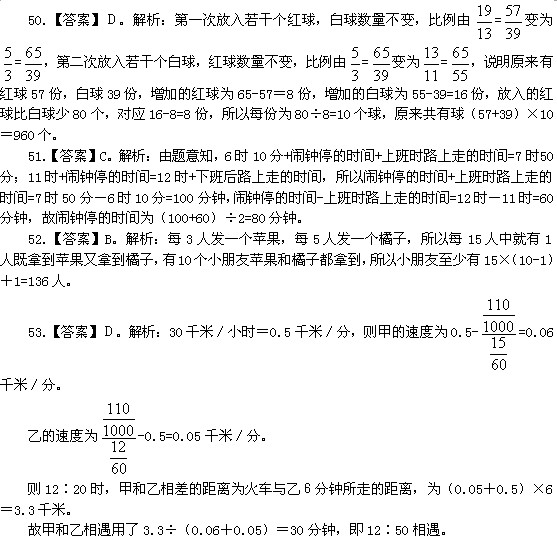 50.【答案】D。解析：第一次放入若干个红球，白球数量不变，比例由 19/13=57/39 变为
5/3=65/39，第二次放入若干个白球，红球数量不变，比例由 5/3=65/39 变为 13/11=65/55，说明原来有
红球 57 份，白球 39 份，增加的红球为 65-57＝8 份，增加的白球为 55-39=16 份，放入的红
球比白球少 80 个，对应 16-8=8 份，所以每份为 80÷8=10 个球，原来共有球（57+39）×10
＝960 个。
51.【答案】C。解析：由题意知，6 时 10 分+闹钟停的时间+上班时路上走的时间=7 时50
分；11时+闹钟停的时间=12 时+下班后路上走的时间，所以闹钟停的时间+上班时路上走的
时间=7 时 50 分—6 时 10 分=100 分钟,闹钟停的时间-上班时路上走的时间=12时—11时=60
分钟，故闹钟停的时间为（100+60）÷2=80 分钟。
52.【答案】B。解析：每 3 人发一个苹果，每 5 人发一个橘子，所以每 15 人中就有 1
人既拿到苹果又拿到橘子，有10个小朋友苹果和橘子都拿到,所以小朋友至少有 15×(10-1)
＋1=136 人。
53.【答案】D。解析：30 千米／小时＝0.5 千米／分，则甲的速度为 0.5-110/1000/15/60=0.06
千米／分。
乙的速度为 110/1000/12/60-0.5=0.05 千米／分。
则 12∶20 时，甲和乙相差的距离为火车与乙 6 分钟所走的距离，为（0.05＋0.5）×6
＝3.3 千米。
故甲和乙相遇用了 3.3÷（0.06＋0.05）＝30 分钟，即 12∶50 相遇。